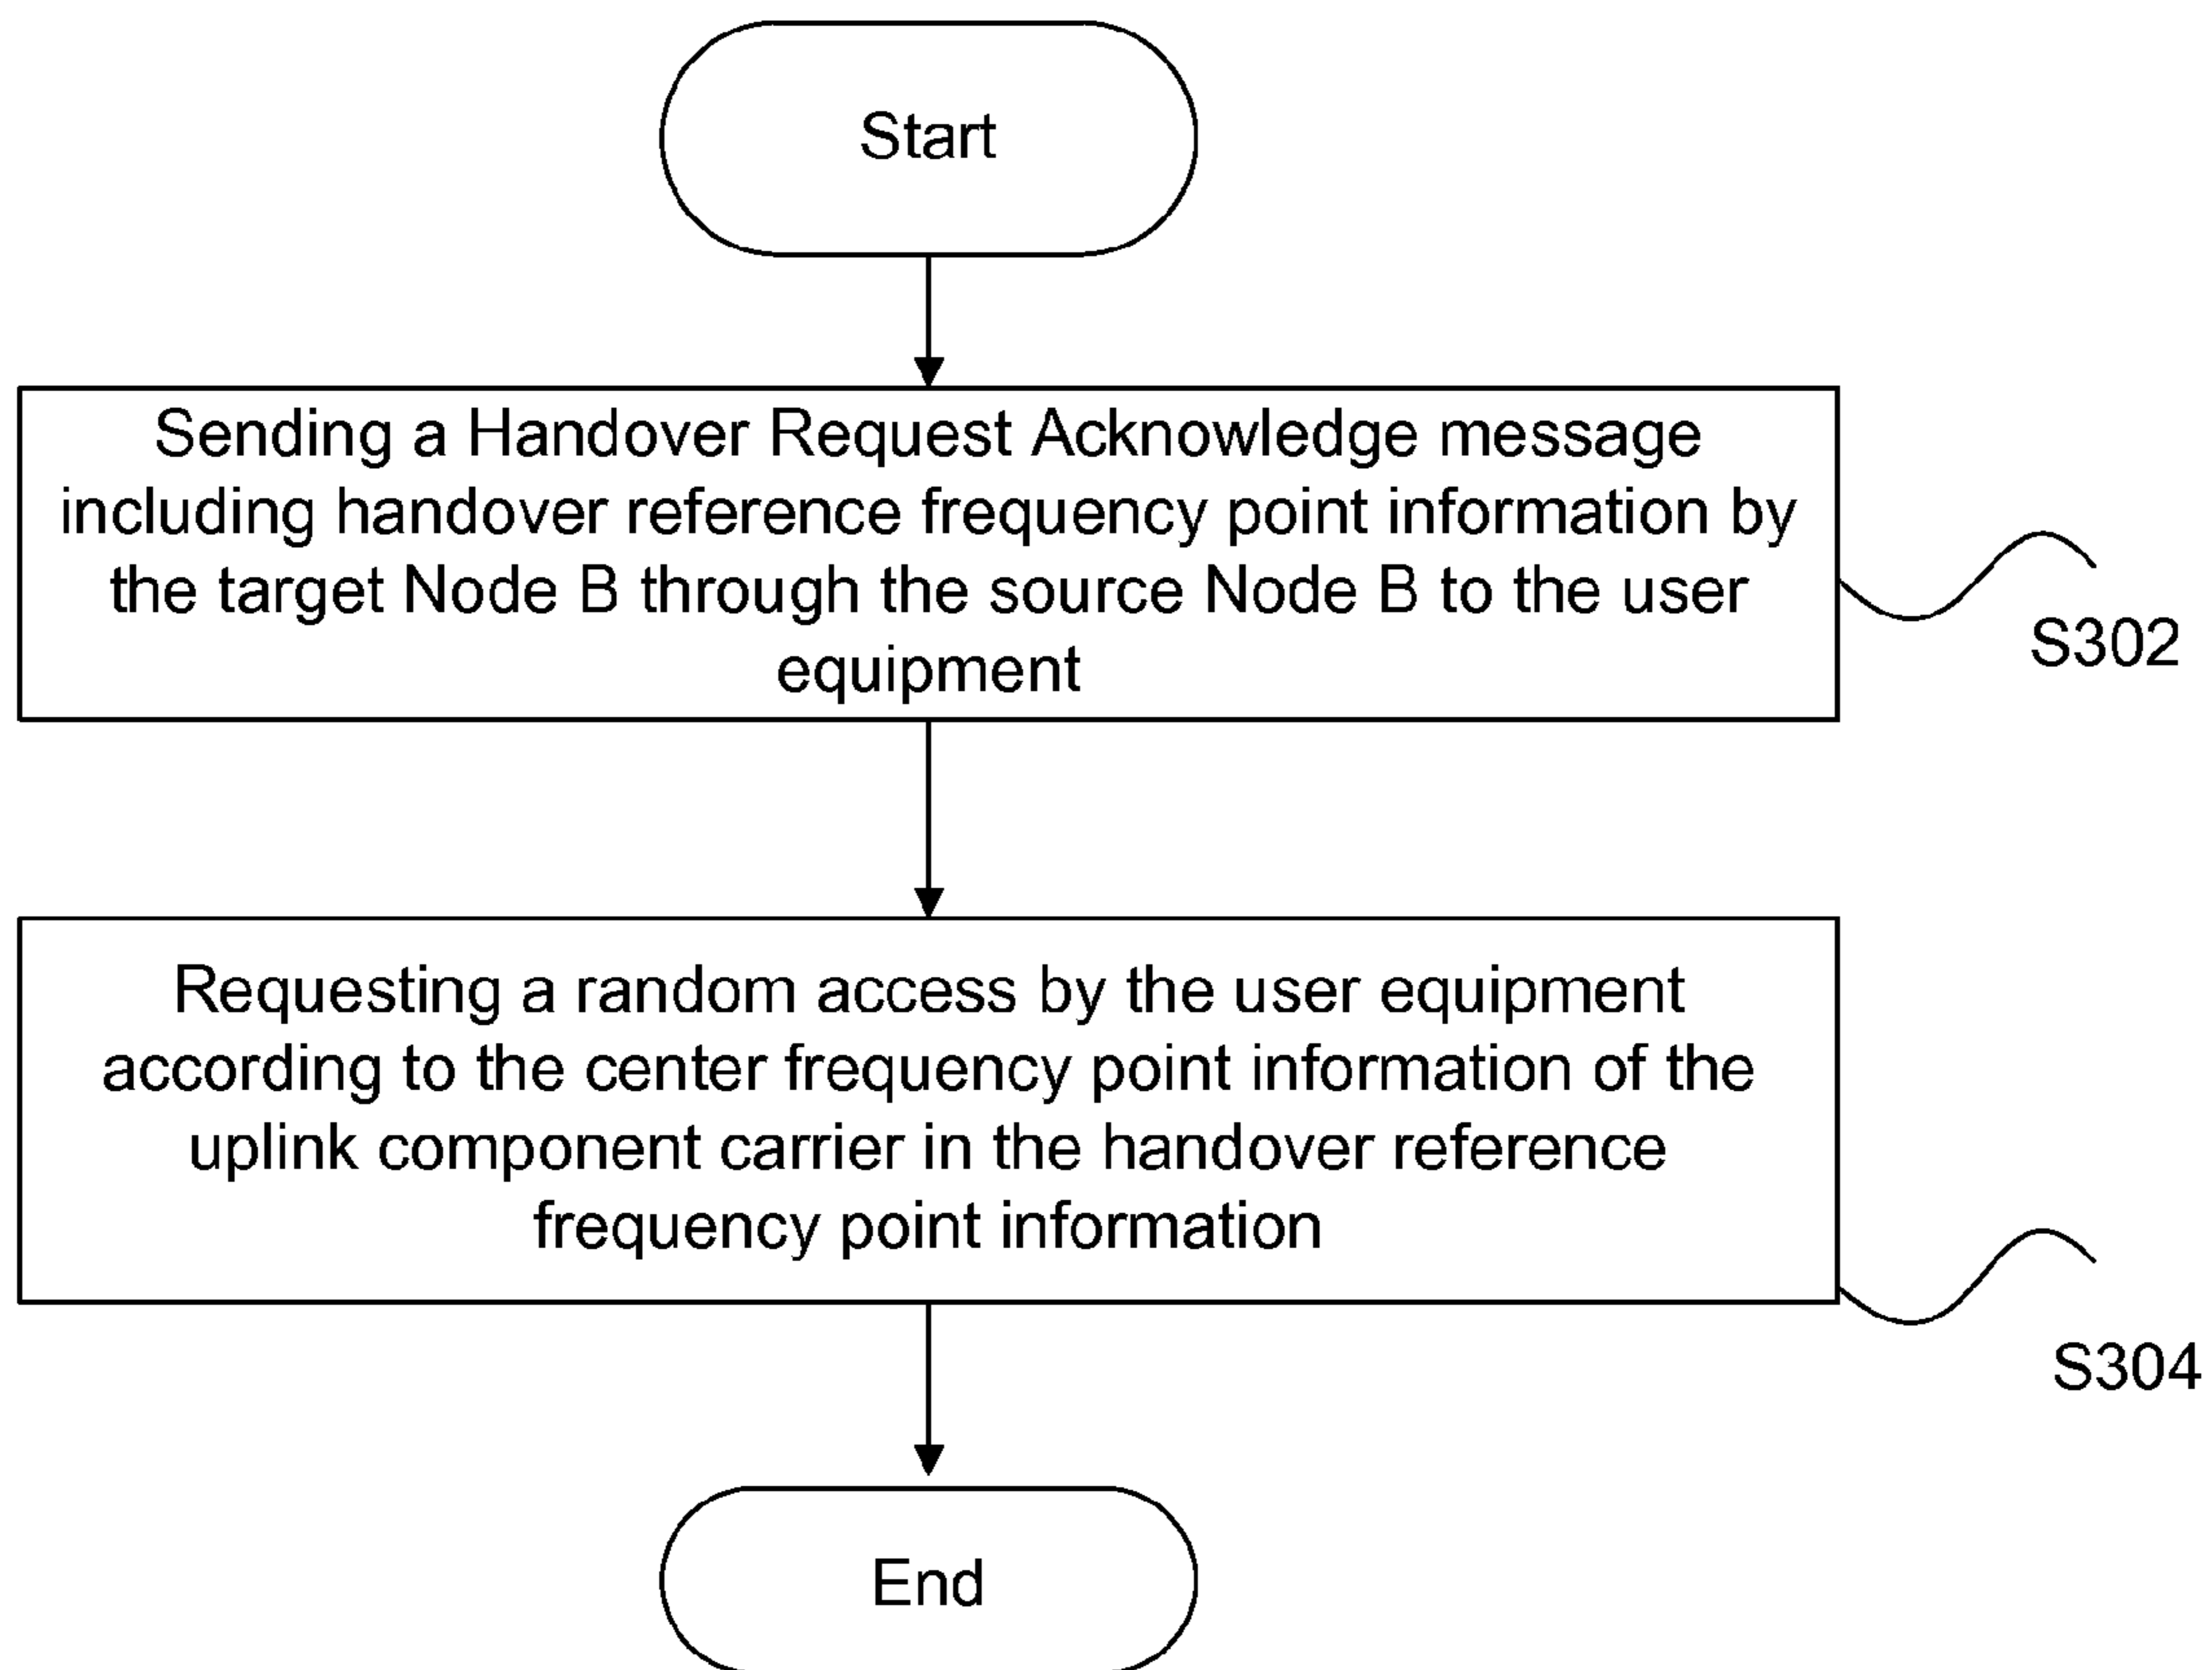 Start
Sending a Handover Request Acknowledge message
including handover reference frequency point information by
the target Node B through the source Node B to the user
equipment
S302
Requesting a random access by the user equipment
according to the center frequency point information of the
uplink component carrier in the handover reference
frequency point information
S304
End